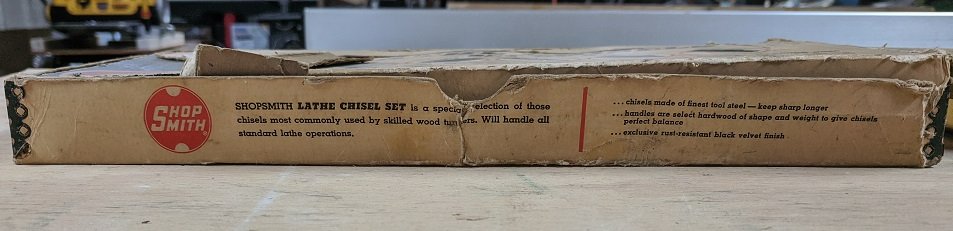 SHOP
SMITH
SHOPSMITH LATHE CHISEL SET is a special selection of those
chisels most commonly used by skilled wood turners. Will handle all
standard lathe operations.
...chisels made of finest tool steel — keep sharp longer
...handles are select hardwood of shape and weight to give chisels
perfect balance
...exclusive rust-resistant black velvet finish